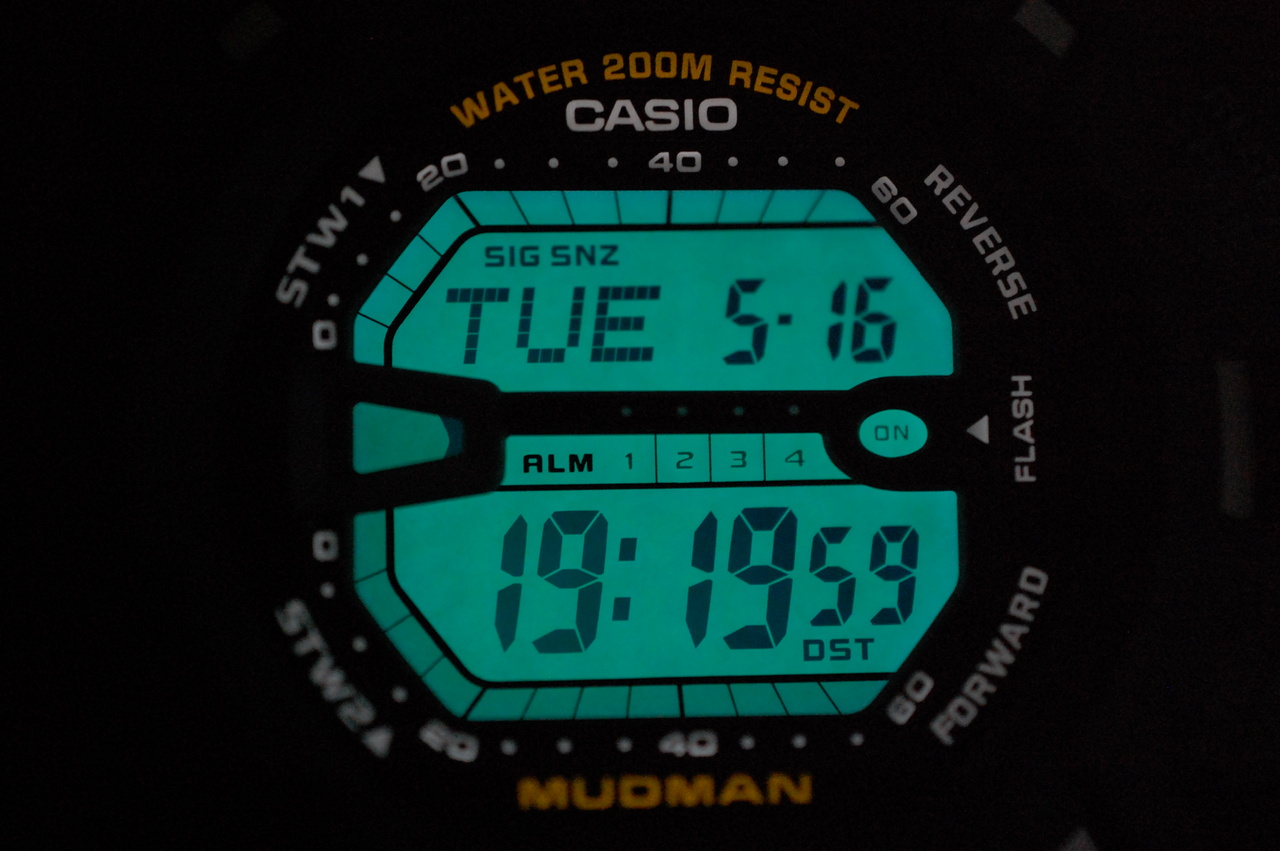 WATER 200M RESIST
CASIO
STW1 20 40 60 REVERSE
0
SIG SNZ
TUE 5-16
FLASH
ON
ALM 1 2 3 4
19:19 59
DST
0
STW2 20 40 60 FORWARD
MUDMAN